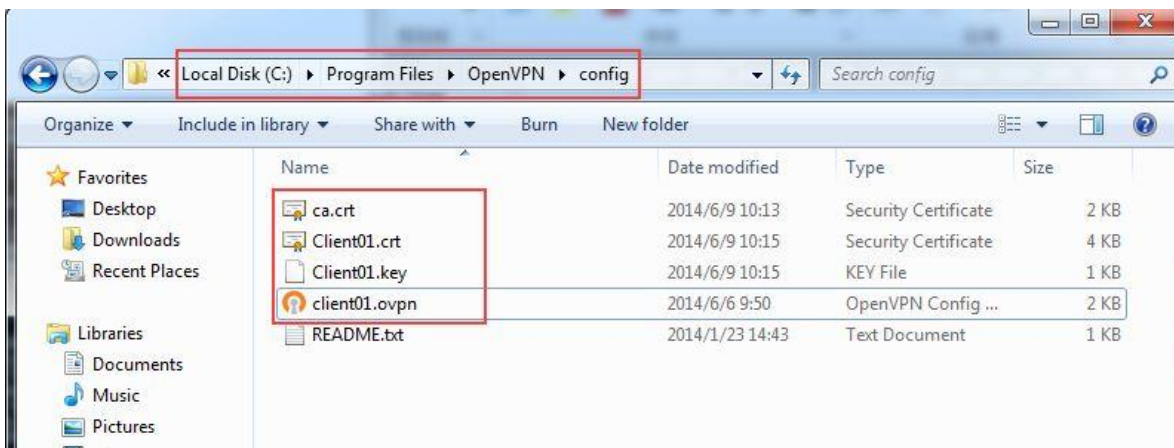 « Local Disk (C:) ▸ Program Files ▸ OpenVPN ▸ config
Search config
Organize Include in library Share with Burn New folder
Favorites
Desktop
Downloads
Recent Places
Libraries
Documents
Music
Pictures
Name Date modified Type Size
ca.crt 2014/6/9 10:13 Security Certificate 2 KB
Client01.crt 2014/6/9 10:15 Security Certificate 4 KB
Client01.key 2014/6/9 10:15 KEY File 1 KB
client01.ovpn 2014/6/6 9:50 OpenVPN Config ... 2 KB
README.txt 2014/1/23 14:43 Text Document 1 KB